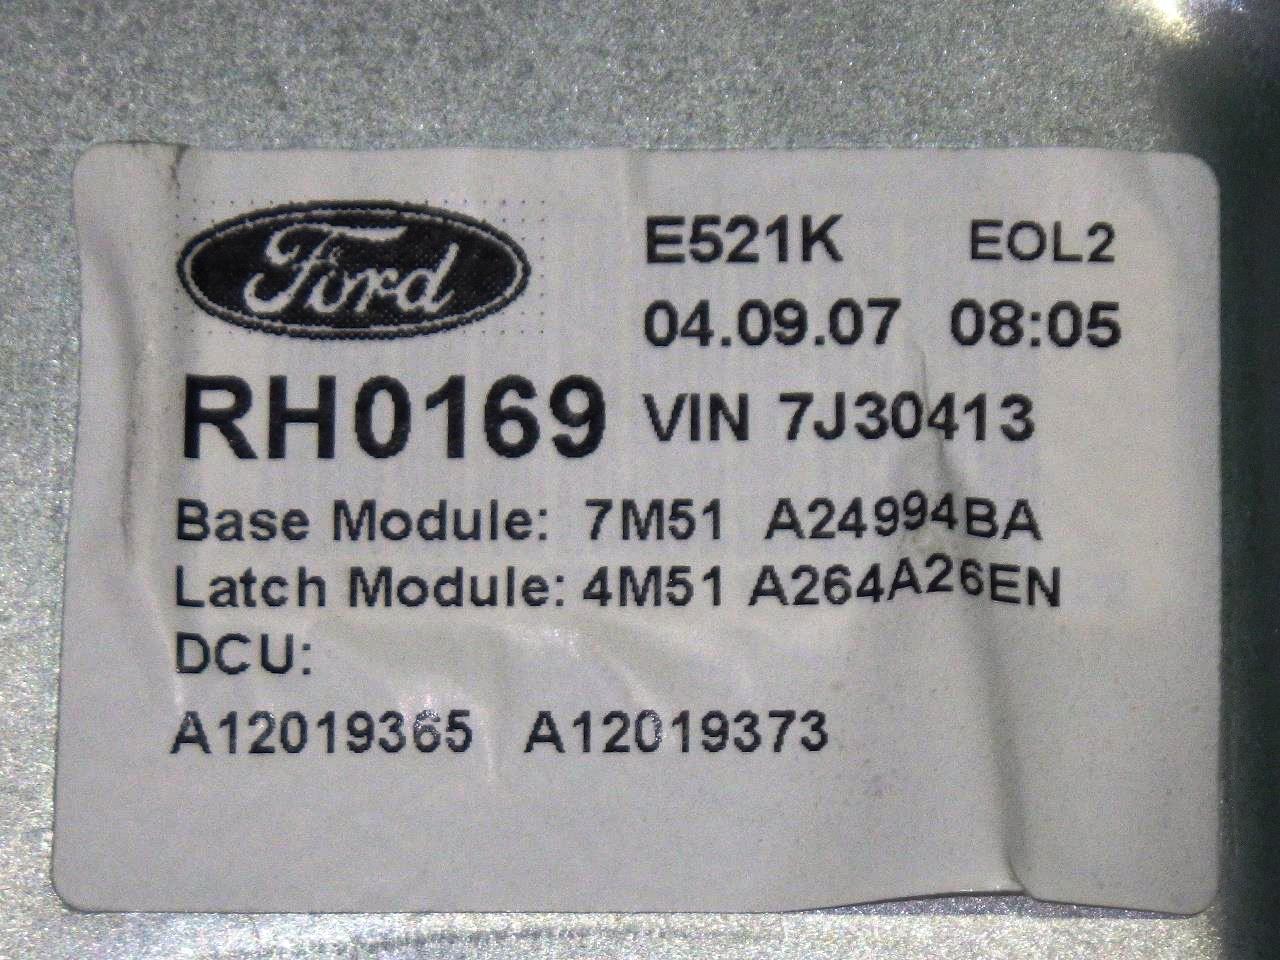 Ford
E521K EOL2
04.09.07 08:05
RH0169 VIN 7J30413
Base Module: 7M51 A24994BA
Latch Module: 4M51 A264A26EN
DCU:
A12019365 A12019373